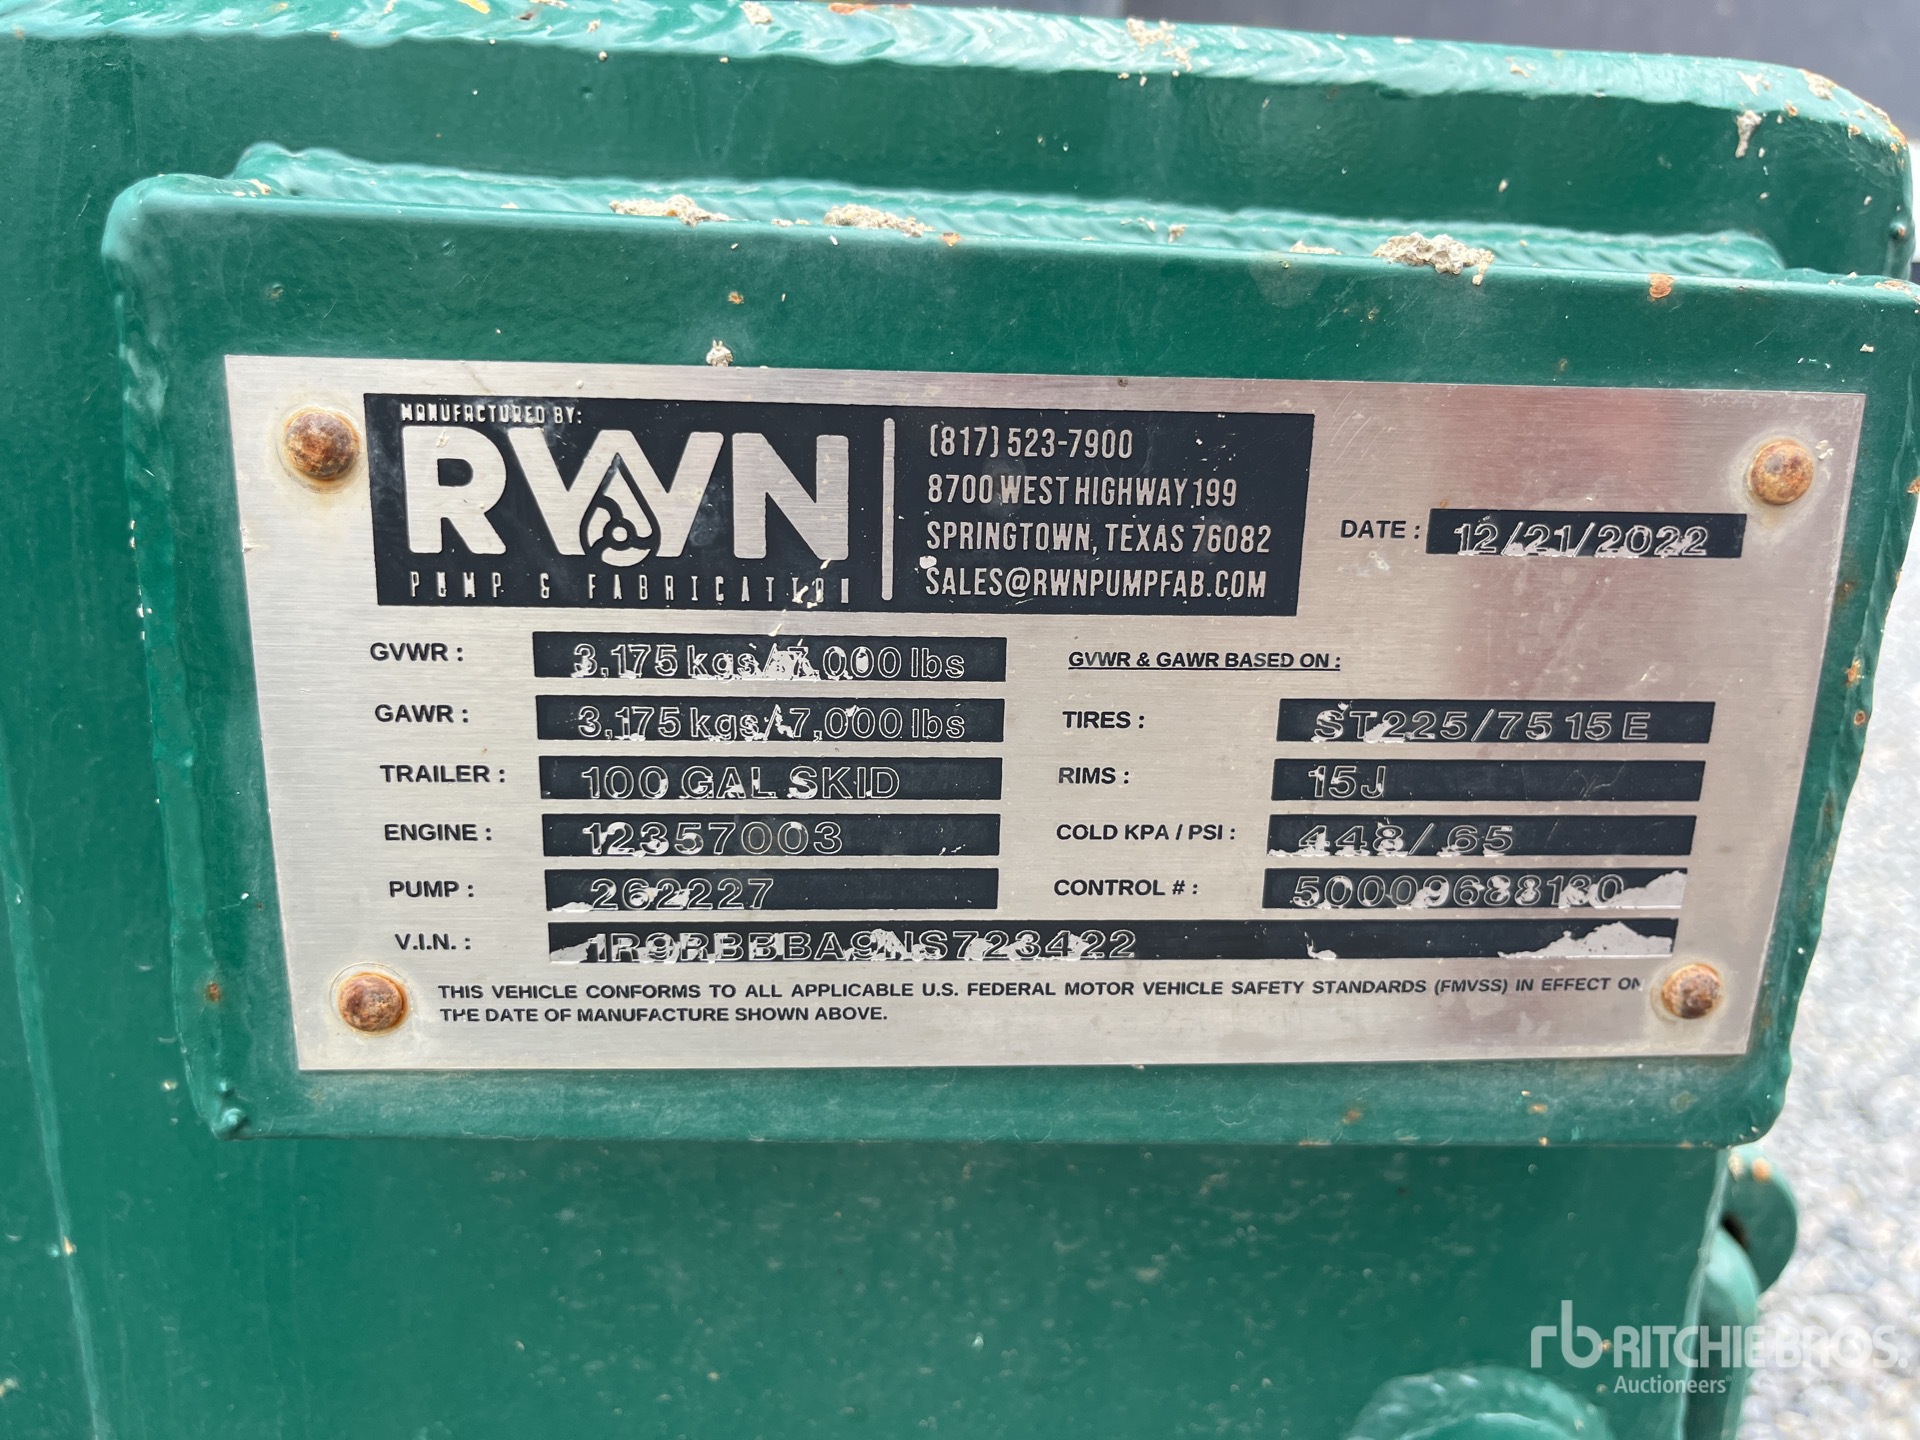 MANUFACTURED BY:
RWN
PUMP & FABRICATION
(817) 523-7900
8700 WEST HIGHWAY 199
SPRINGTOWN, TEXAS 76082
SALES@RWNPUMPFAB.COM
DATE : 12/21/2022
GVWR : 3,175 kgs/7,000 lbs
GAWR : 3,175 kgs/7,000 lbs
TRAILER : 100 GAL SKID
ENGINE : 12357003
PUMP : 262227
GVWR & GAWR BASED ON :
TIRES : ST225/75 15 E
RIMS : 15J
COLD KPA / PSI : 448/ 65
CONTROL # : 50009688130
V.I.N. : 1R9RBBBA9NS723422
THIS VEHICLE CONFORMS TO ALL APPLICABLE U.S. FEDERAL MOTOR VEHICLE SAFETY STANDARDS (FMVSS) IN EFFECT ON
THE DATE OF MANUFACTURE SHOWN ABOVE.
rb RITCHIE BROS.
Auctioneers